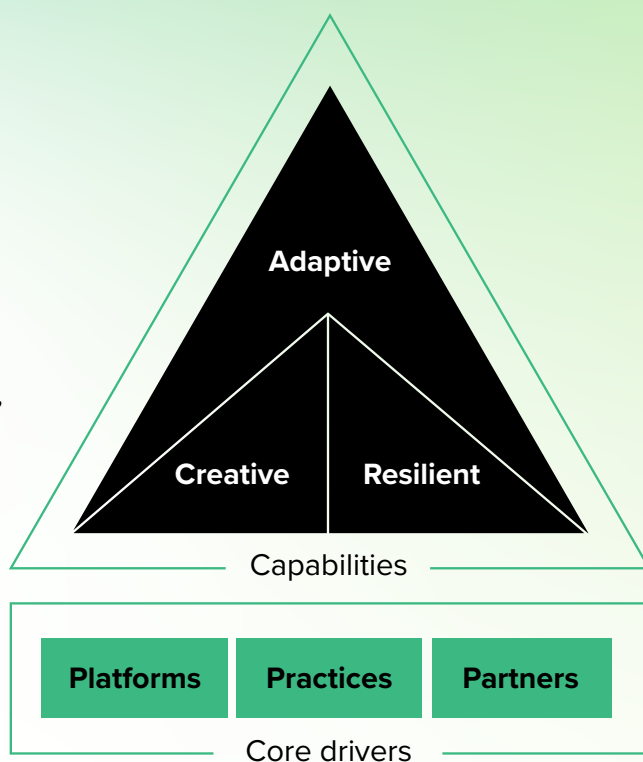 Adaptive
Creative Resilient
Capabilities
Platforms Practices Partners
Core drivers